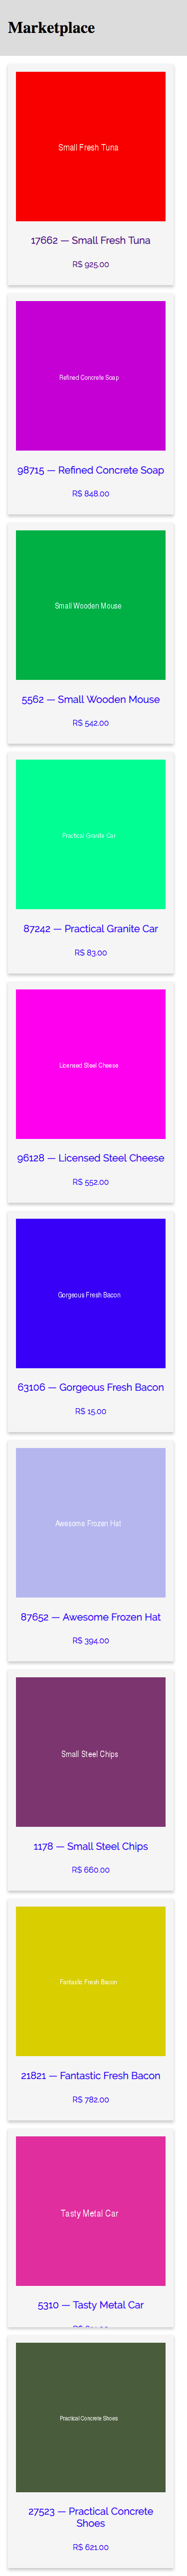 Marketplace
Small Fresh Tuna
17662 — Small Fresh Tuna
R$ 925.00
Refined Concrete Soap
98715 — Refined Concrete Soap
R$ 848.00
Small Wooden Mouse
5562 — Small Wooden Mouse
R$ 542.00
Practical Granite Car
87242 — Practical Granite Car
R$ 83.00
Licensed Steel Cheese
96128 — Licensed Steel Cheese
R$ 552.00
Gorgeous Fresh Bacon
63106 — Gorgeous Fresh Bacon
R$ 15.00
Awesome Frozen Hat
87652 — Awesome Frozen Hat
R$ 394.00
Small Steel Chips
1178 — Small Steel Chips
R$ 660.00
Fantastic Fresh Bacon
21821 — Fantastic Fresh Bacon
R$ 782.00
Tasty Metal Car
5310 — Tasty Metal Car
Practical Concrete Shoes
27523 — Practical Concrete
Shoes
R$ 621.00